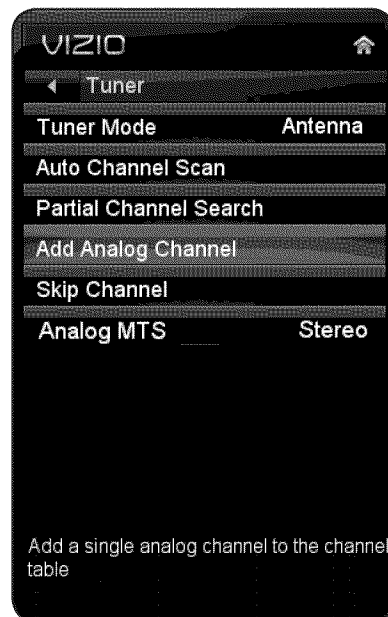 VIZIO
Tuner
Tuner Mode Antenna
Auto Channel Scan
Partial Channel Search
Add Analog Channel
Skip Channel
Analog MTS Stereo
Add a single analog channel to the channel
table